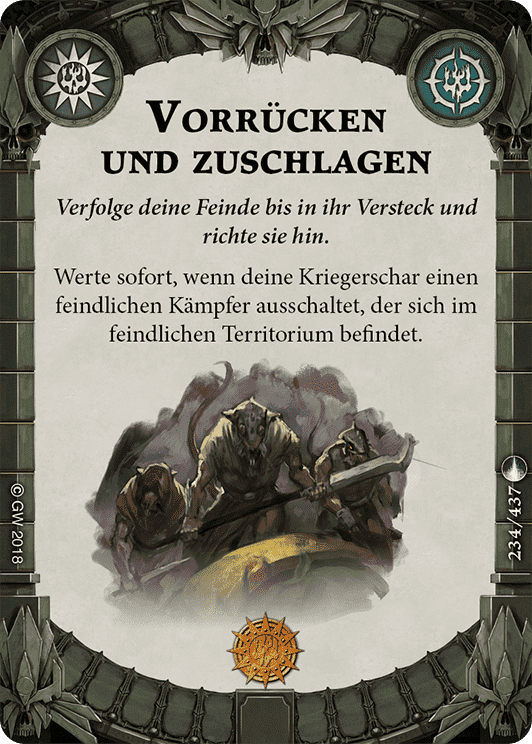 VORRÜCKEN
UND ZUSCHLAGEN
Verfolge deine Feinde bis in ihr Versteck und
richte sie hin.
Werte sofort, wenn deine Kriegerschar einen
feindlichen Kämpfer ausschaltet, der sich im
feindlichen Territorium befindet.
© GW 2018
234/437